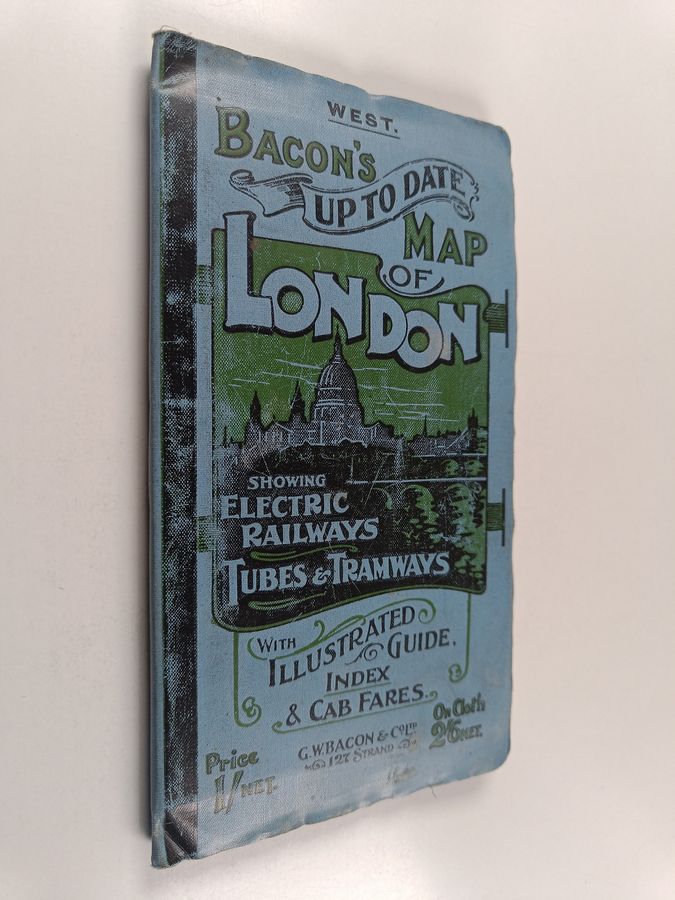 WEST.
BACON'S
UP TO DATE
MAP
OF
LONDON
SHOWING
ELECTRIC
RAILWAYS
TUBES & TRAMWAYS
WITH ILLUSTRATED
GUIDE,
INDEX
& CAB FARES.
G.W. BACON & CO LTD
127 STRAND
Price
1/ NET.
On Cloth
2/6 NET.